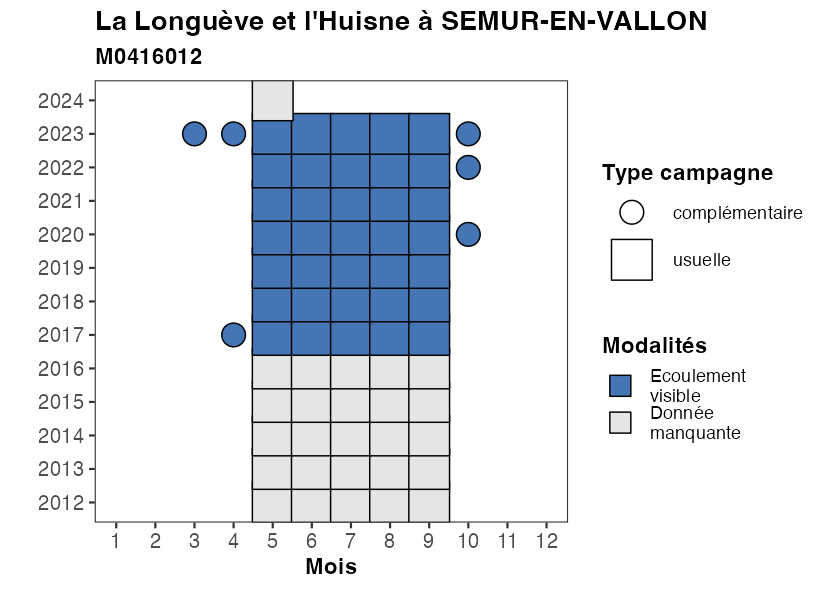 La Longuève et l'Huisne à SEMUR-EN-VALLON
M0416012
2024
2023
2022
2021
2020
2019
2018
2017
2016
2015
2014
2013
2012
1 2 3 4 5 6 7 8 9 10 11 12
Mois
Type campagne
complémentaire
usuelle
Modalités
Ecoulement
visible
Donnée
manquante